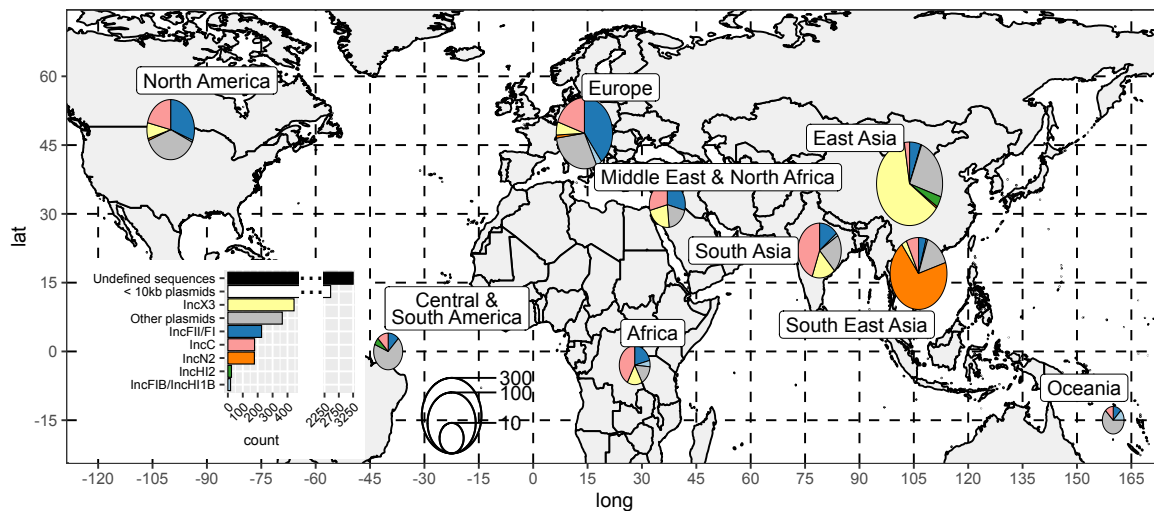 North America
Europe
East Asia
Middle East & North Africa
South Asia
South East Asia
Central &
South America
Africa
Oceania
lat
60
45
30
15
0
-15
Undefined sequences
< 10kb plasmids
IncX3
Other plasmids
IncFII/FI
IncC
IncN2
IncHI2
IncFIB/IncHI1B
0
100
200
300
400
2250
2750
3250
count
300
100
10
-120 -105 -90 -75 -60 -45 -30 -15 0 15 30 45 60 75 90 105 120 135 150 165
long